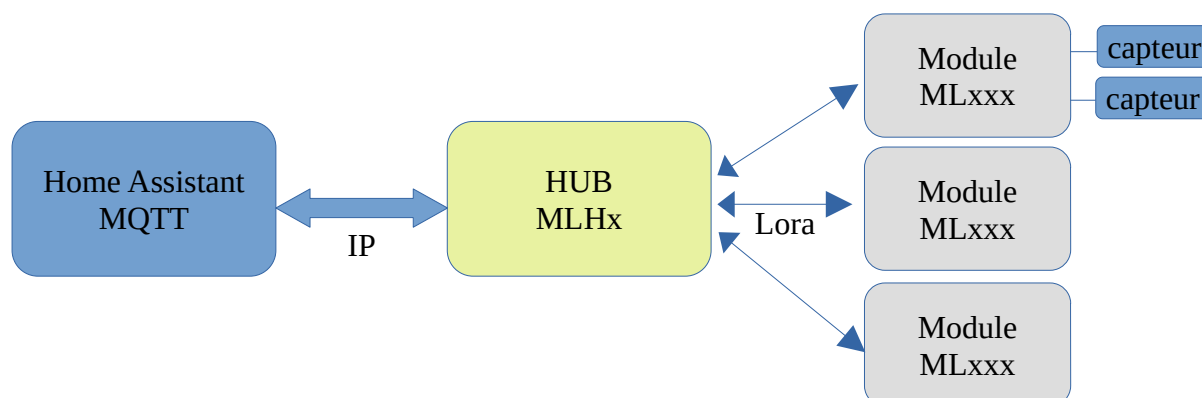 Home Assistant
MQTT
IP
HUB
MLHx
Lora
Module
MLxxx
capteur
capteur
Module
MLxxx
Module
MLxxx